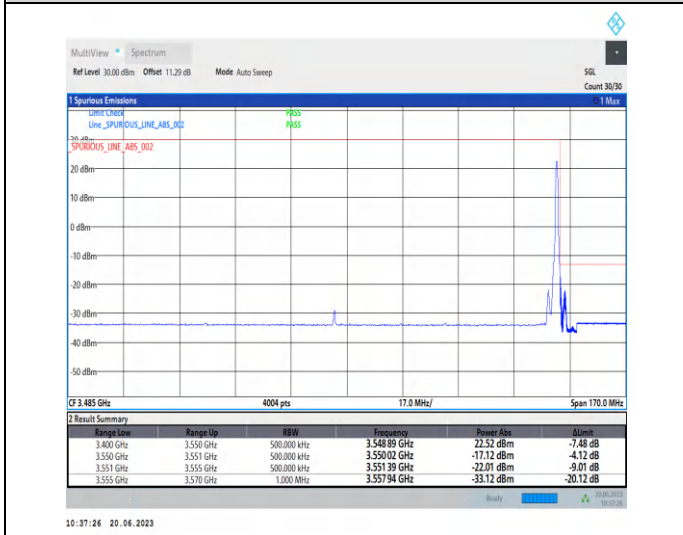 MultiView Spectrum
Ref Level 30.00 dBm Offset 11.29 dB Mode Auto Sweep SGL
Count 30/30
1 Spurious Emissions 1 Max
Limit Check PASS
Line _SPURIOUS_LINE_ABS_002 PASS
30 dBm
_SPURIOUS_LINE_ABS_002
20 dBm
10 dBm
0 dBm
-10 dBm
-20 dBm
-30 dBm
-40 dBm
-50 dBm
CF 3.485 GHz 4004 pts 17.0 MHz/ Span 170.0 MHz
2 Result Summary
Range Low Range Up RBW Frequency Power Abs ΔLimit
3.400 GHz 3.550 GHz 500.000 kHz 3.548 89 GHz 22.52 dBm -7.48 dB
3.550 GHz 3.551 GHz 500.000 kHz 3.550 02 GHz -17.12 dBm -4.12 dB
3.551 GHz 3.555 GHz 500.000 kHz 3.551 39 GHz -22.01 dBm -9.01 dB
3.555 GHz 3.570 GHz 1.000 MHz 3.557 94 GHz -33.12 dBm -20.12 dB
Ready 20.06.2023
10:37:26
10:37:26 20.06.2023